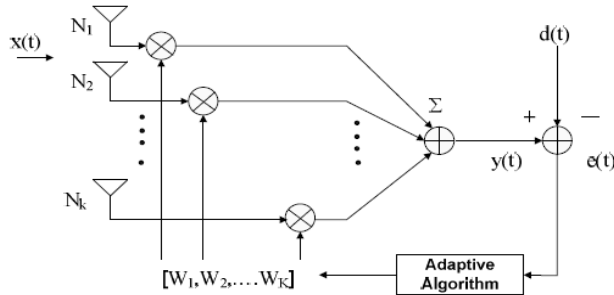 x(t)
N1
N2
Nk
Σ
+
−
d(t)
y(t)
e(t)
[W1,W2,....WK]
Adaptive
Algorithm